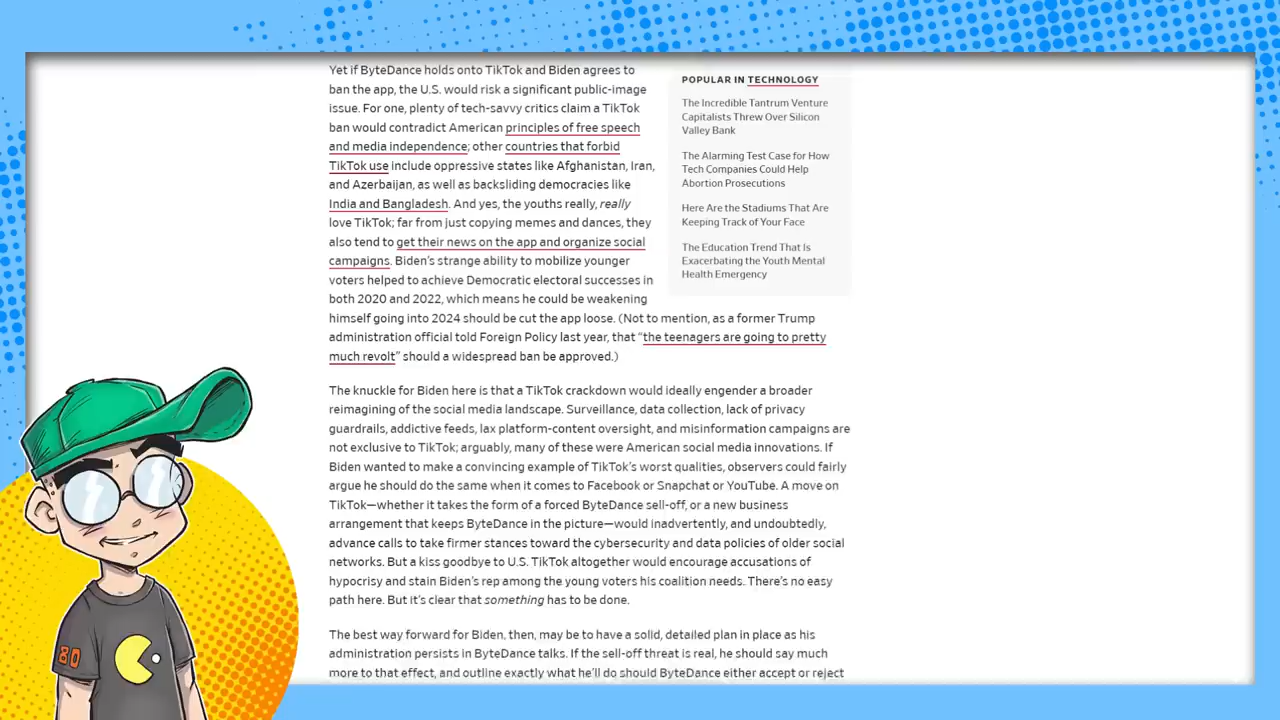 Yet if ByteDance holds onto TikTok and Biden agrees to
ban the app, the U.S. would risk a significant public-image
issue. For one, plenty of tech-savvy critics claim a TikTok
ban would contradict American principles of free speech
and media independence; other countries that forbid
TikTok use include oppressive states like Afghanistan, Iran,
and Azerbaijan, as well as backsliding democracies like
India and Bangladesh. And yes, the youths really, really
love TikTok; far from just copying memes and dances, they
also tend to get their news on the app and organize social
campaigns. Biden's strange ability to mobilize younger
voters helped to achieve Democratic electoral successes in
both 2020 and 2022, which means he could be weakening
himself going into 2024 should be cut the app loose. (Not to mention, as a former Trump
administration official told Foreign Policy last year, that “the teenagers are going to pretty
much revolt” should a widespread ban be approved.)
The knuckle for Biden here is that a TikTok crackdown would ideally engender a broader
reimagining of the social media landscape. Surveillance, data collection, lack of privacy
guardrails, addictive feeds, lax platform-content oversight, and misinformation campaigns are
not exclusive to TikTok; arguably, many of these were American social media innovations. If
Biden wanted to make a convincing example of TikTok's worst qualities, observers could fairly
argue he should do the same when it comes to Facebook or Snapchat or YouTube. A move on
TikTok—whether it takes the form of a forced ByteDance sell-off, or a new business
arrangement that keeps ByteDance in the picture—would inadvertently, and undoubtedly,
advance calls to take firmer stances toward the cybersecurity and data policies of older social
networks. But a kiss goodbye to U.S. TikTok altogether would encourage accusations of
hypocrisy and stain Biden's rep among the young voters his coalition needs. There's no easy
path here. But it's clear that something has to be done.
The best way forward for Biden, then, may be to have a solid, detailed plan in place as his
administration persists in ByteDance talks. If the sell-off threat is real, he should say much
more to that effect, and outline exactly what he'll do should ByteDance either accept or reject
POPULAR IN TECHNOLOGY
The Incredible Tantrum Venture
Capitalists Threw Over Silicon
Valley Bank
The Alarming Test Case for How
Tech Companies Could Help
Abortion Prosecutions
Here Are the Stadiums That Are
Keeping Track of Your Face
The Education Trend That Is
Exacerbating the Youth Mental
Health Emergency
80